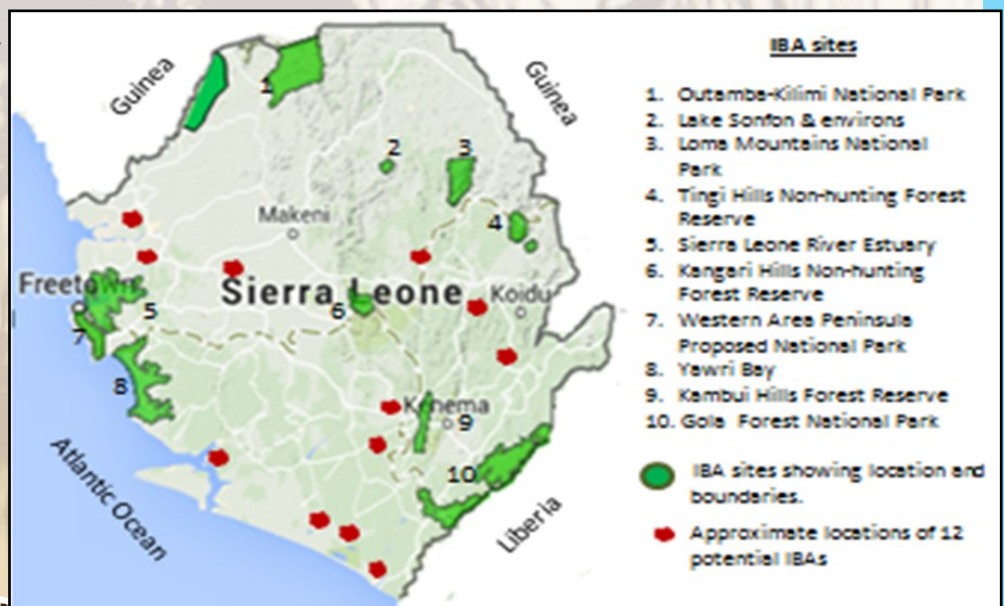 Guinea
Guinea
1
2
3
4
Makeni
Freetown
Sierra Leone
Koidu
5
6
7
8
Kenema
9
10
Atlantic Ocean
Liberia
IBA sites
1. Outamba-Kilimi National Park
2. Lake Sonfon & environs
3. Loma Mountains National
Park
4. Tingi Hills Non-hunting Forest
Reserve
5. Sierra Leone River Estuary
6. Kangari Hills Non-hunting
Forest Reserve
7. Western Area Peninsula
Proposed National Park
8. Yawri Bay
9. Kambui Hills Forest Reserve
10. Gola Forest National Park
IBA sites showing location and
boundaries.
Approximate locations of 12
potential IBAs